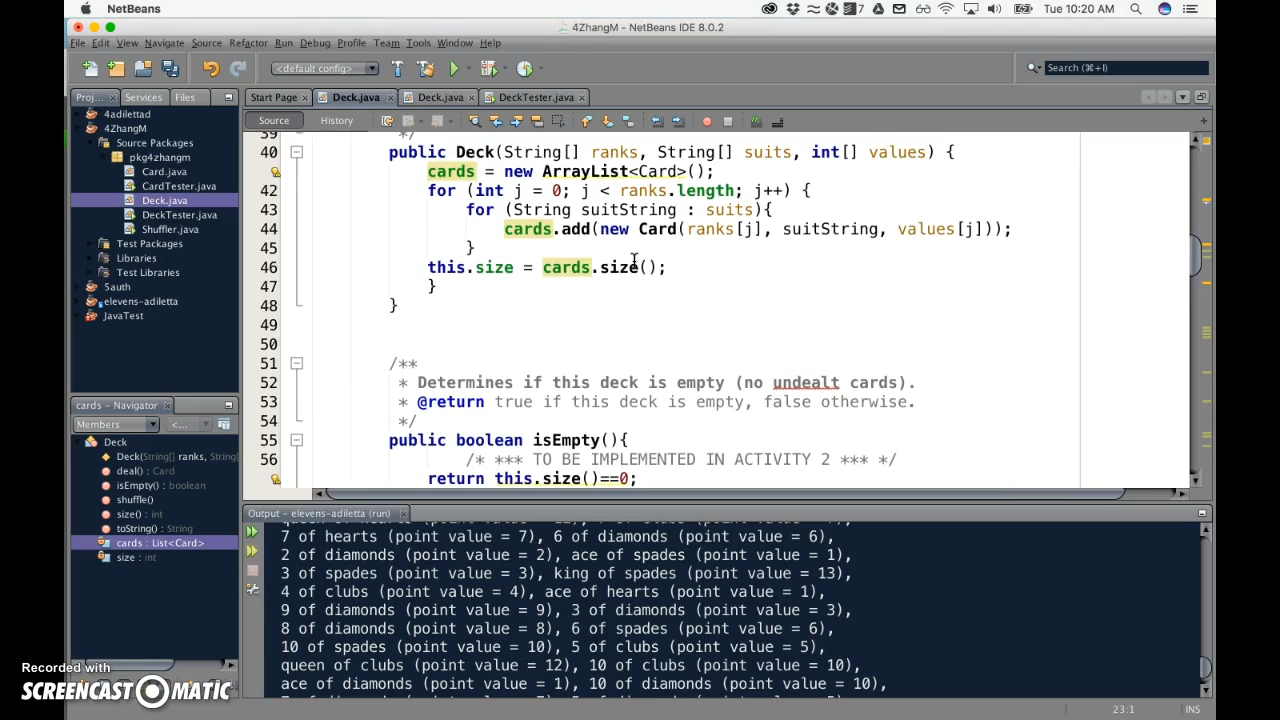 NetBeans
7
Tue 10:20 AM
4ZhangM - NetBeans IDE 8.0.2
File Edit View Navigate Source Refactor Run Debug Profile Team Tools Window Help
<default config>
Search (⌘+I)
Proj... Services Files
Start Page Deck.java Deck.java DeckTester.java
Source History
4adilettad
4ZhangM
Source Packages
pkg4zhangm
Card.java
CardTester.java
Deck.java
DeckTester.java
Shuffler.java
Test Packages
Libraries
Test Libraries
5auth
elevens-adiletta
JavaTest
39 */
40 public Deck(String[] ranks, String[] suits, int[] values) {
cards = new ArrayList<Card>();
42 for (int j = 0; j < ranks.length; j++) {
43 for (String suitString : suits){
44 cards.add(new Card(ranks[j], suitString, values[j]));
45 }
46 this.size = cards.size();
47 }
48 }
49
50
51 /**
52 * Determines if this deck is empty (no undealt cards).
53 * @return true if this deck is empty, false otherwise.
54 */
55 public boolean isEmpty(){
56 /* *** TO BE IMPLEMENTED IN ACTIVITY 2 *** */
return this.size()==0;
cards - Navigator
Members <...
Deck
Deck(String[] ranks, String[]
deal() : Card
isEmpty() : boolean
shuffle()
size() : int
toString() : String
cards : List<Card>
size : int
Output - elevens-adiletta (run)
7 of hearts (point value = 7), 6 of diamonds (point value = 6),
2 of diamonds (point value = 2), ace of spades (point value = 1),
3 of spades (point value = 3), king of spades (point value = 13),
4 of clubs (point value = 4), ace of hearts (point value = 1),
9 of diamonds (point value = 9), 3 of diamonds (point value = 3),
8 of diamonds (point value = 8), 6 of spades (point value = 6),
10 of spades (point value = 10), 5 of clubs (point value = 5),
queen of clubs (point value = 12), 10 of clubs (point value = 10),
ace of diamonds (point value = 1), 10 of diamonds (point value = 10),
23:1 INS
Recorded with
SCREENCAST MATIC